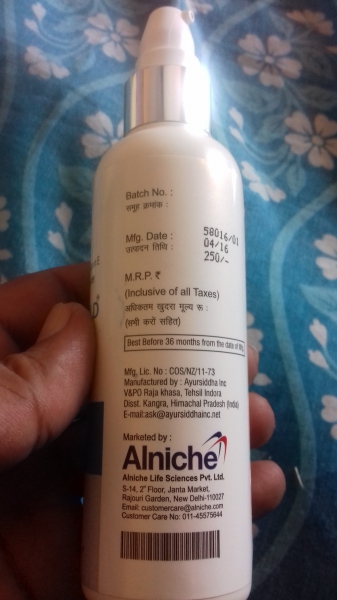 Batch No. :
समूह क्रमांक :
58016/01
Mfg. Date : 04/16
उत्पादन तिथि :
250/-
M.R.P. ₹
(Inclusive of all Taxes)
अधिकतम खुदरा मूल्य रू :
(सभी करों सहित)
Best Before 36 months from the date of
Mfg, Lic. No : COS/NZ/11-73
Manufactured by : Ayursiddha Inc
V&PO Raja khasa, Tehsil Indora
Disst. Kangra, Himachal Pradesh (India)
E-mail:ask@ayursiddhainc.net
Marketed by :
Alniche
Alniche Life Sciences Pvt. Ltd.
S-14, 2nd Floor, Janta Market,
Rajouri Garden, New Delhi-110027
Email: customercare@alniche.com
Customer Care No: 011-45575644